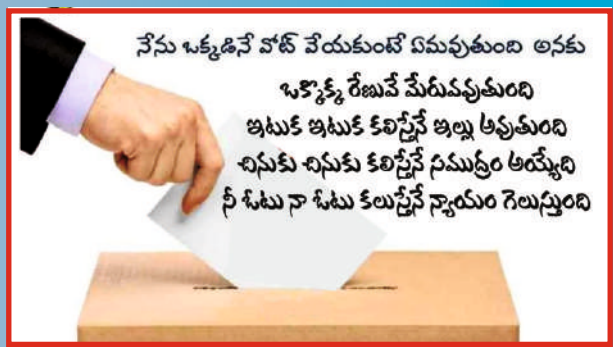 నేను ఒక్కడినే వోట్ వేయకుంటే ఏమవుతుంది అనకు
ఒక్కొక్క రేణువే మేరువవుతుంది
ఇటుక ఇటుక కలిస్తేనే ఇల్లు అవుతుంది
చినుకు చినుకు కలిస్తేనే సముద్రం అయ్యేది
నీ ఓటు నా ఓటు కలుస్తేనే న్యాయం గెలుస్తుంది